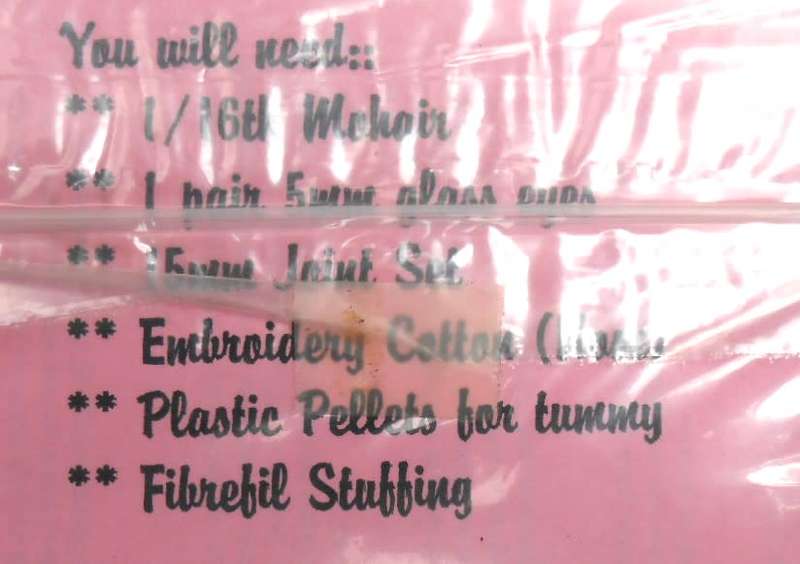 You will need::
** 1/16th Mohair
** 1 pair 5mm glass eyes
** 15mm Joint Set
** Embroidery Cotton
** Plastic Pellets for tummy
** Fibrefil Stuffing